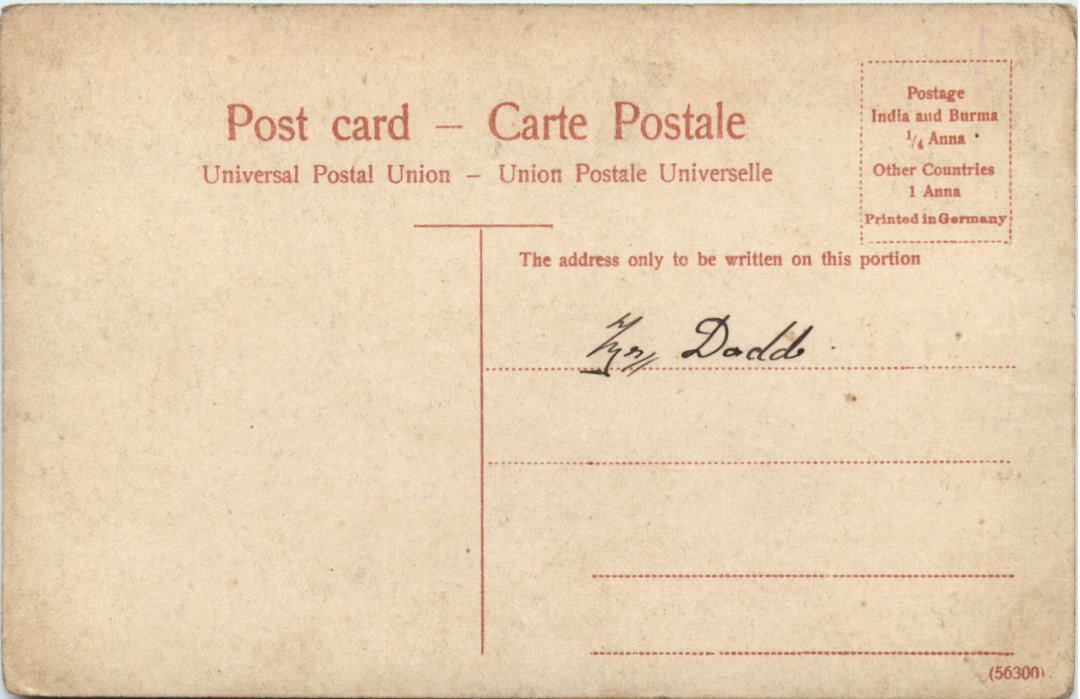 Post card – Carte Postale
Universal Postal Union – Union Postale Universelle
Postage
India and Burma
1/4 Anna
Other Countries
1 Anna
Printed in Germany
The address only to be written on this portion
Dodd
(56300)